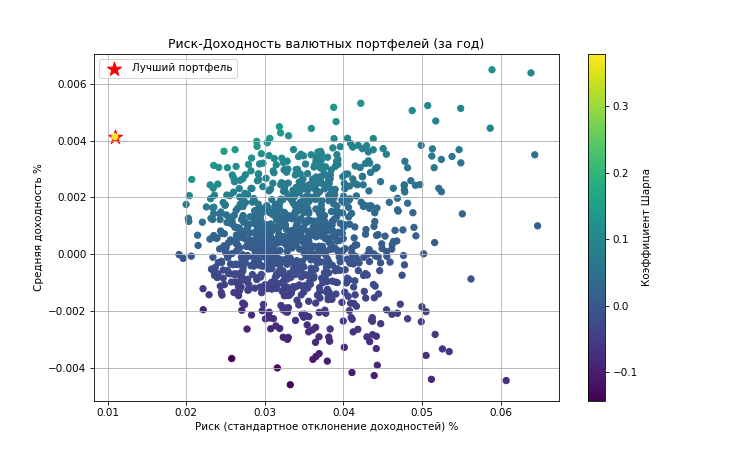 Риск-Доходность валютных портфелей (за год)
Лучший портфель
0.006
0.004
0.002
0.000
−0.002
−0.004
Средняя доходность %
0.01 0.02 0.03 0.04 0.05 0.06
Риск (стандартное отклонение доходностей) %
0.3
0.2
0.1
0.0
−0.1
Коэффициент Шарпа